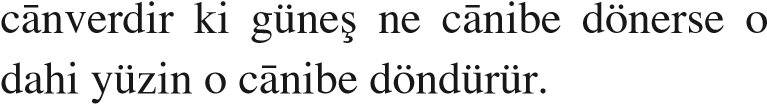 cānverdir ki güneş ne cānibe dönerse o
dahi yüzin o cānibe döndürür.